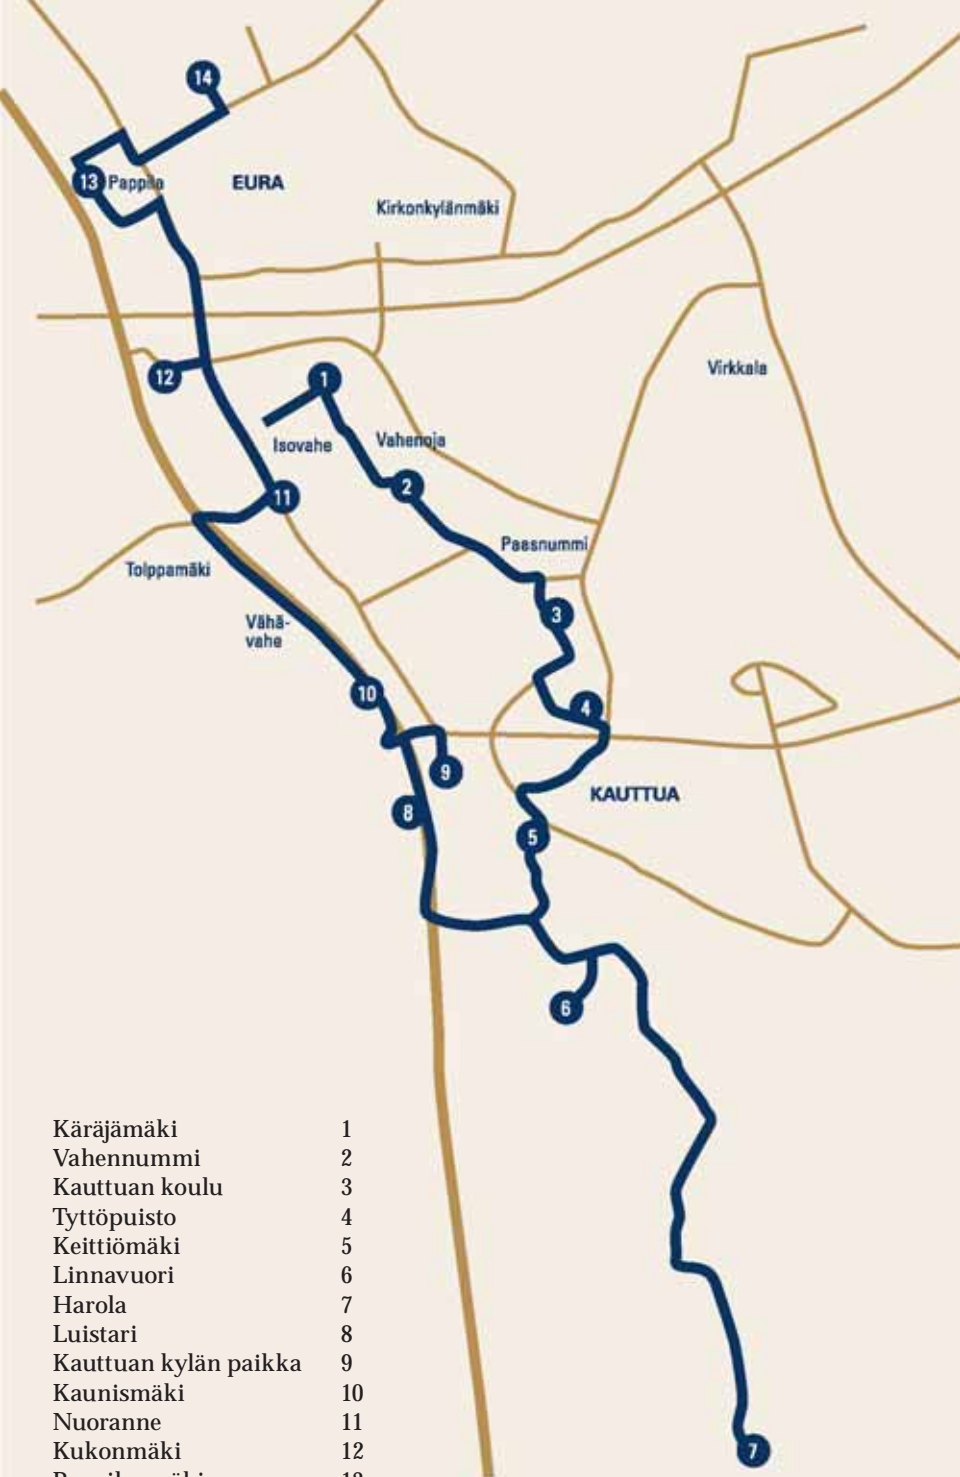 14
13 Pappila
EURA
Kirkonkylänmäki
Virkkala
12
1
Isovahe
Vahenoja
2
11
Paasnummi
Tolppamäki
3
Vähä-
vahe
10
4
9
KAUTTUA
8
5
6
7
Käräjämäki 1
Vahennummi 2
Kauttuan koulu 3
Tyttöpuisto 4
Keittiömäki 5
Linnavuori 6
Harola 7
Luistari 8
Kauttuan kylän paikka 9
Kaunismäki 10
Nuoranne 11
Kukonmäki 12